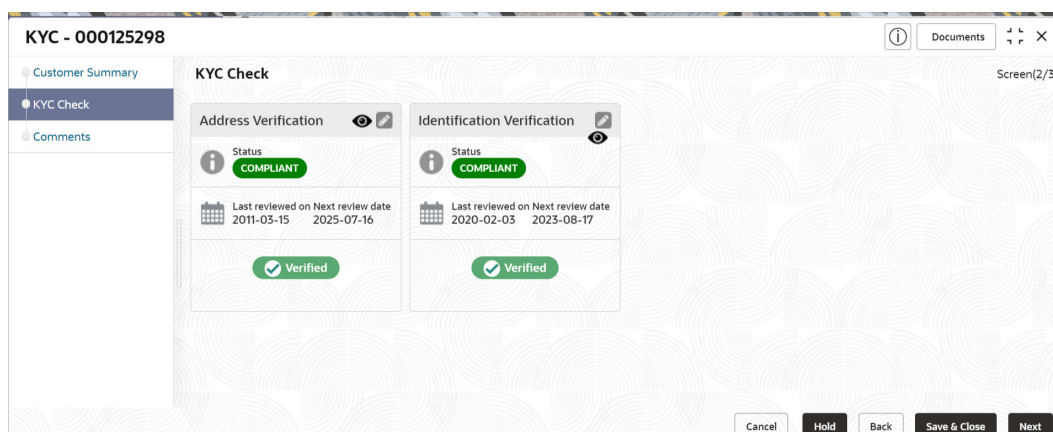 KYC - 000125298
Documents
Customer Summary
KYC Check
Comments
KYC Check
Screen(2/3
Address Verification
Status
COMPLIANT
Last reviewed on Next review date
2011-03-15 2025-07-16
Verified
Identification Verification
Status
COMPLIANT
Last reviewed on Next review date
2020-02-03 2023-08-17
Verified
Cancel Hold Back Save & Close Next